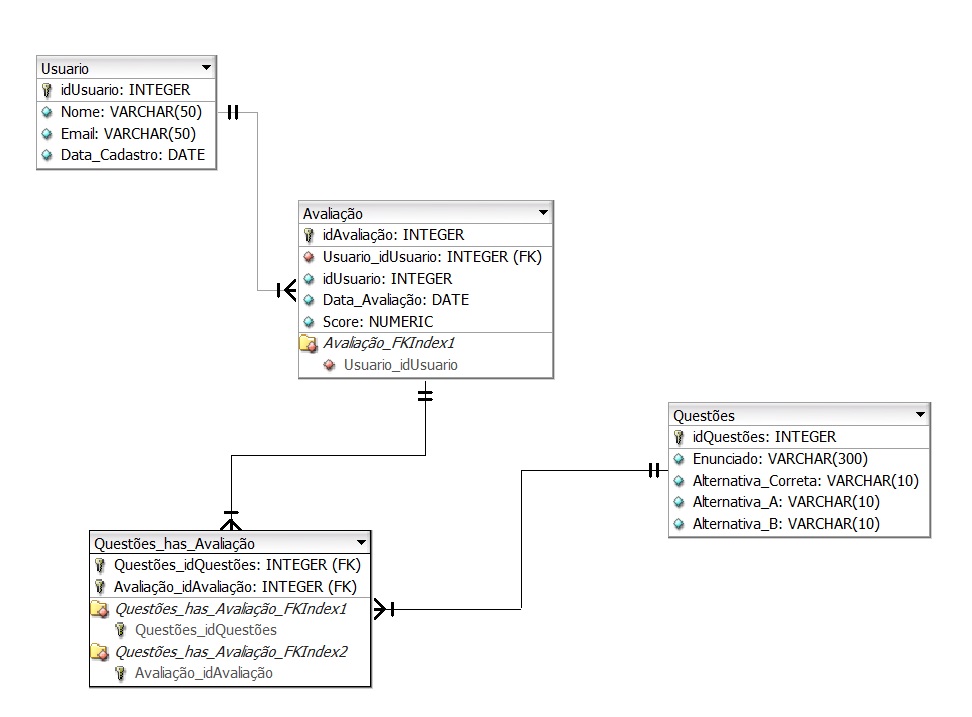 Usuario
idUsuario: INTEGER
Nome: VARCHAR(50)
Email: VARCHAR(50)
Data_Cadastro: DATE
Avaliação
idAvaliação: INTEGER
Usuario_idUsuario: INTEGER (FK)
idUsuario: INTEGER
Data_Avaliação: DATE
Score: NUMERIC
Avaliação_FKIndex1
Usuario_idUsuario
Questões
idQuestões: INTEGER
Enunciado: VARCHAR(300)
Alternativa_Correta: VARCHAR(10)
Alternativa_A: VARCHAR(10)
Alternativa_B: VARCHAR(10)
Questões_has_Avaliação
Questões_idQuestões: INTEGER (FK)
Avaliação_idAvaliação: INTEGER (FK)
Questões_has_Avaliação_FKIndex1
Questões_idQuestões
Questões_has_Avaliação_FKIndex2
Avaliação_idAvaliação